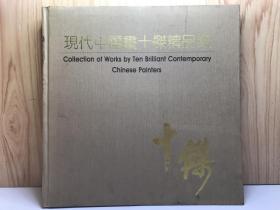 現代中國畫十傑精品集
Collection of Works by Ten Brilliant Contemporary
Chinese Painters
十傑